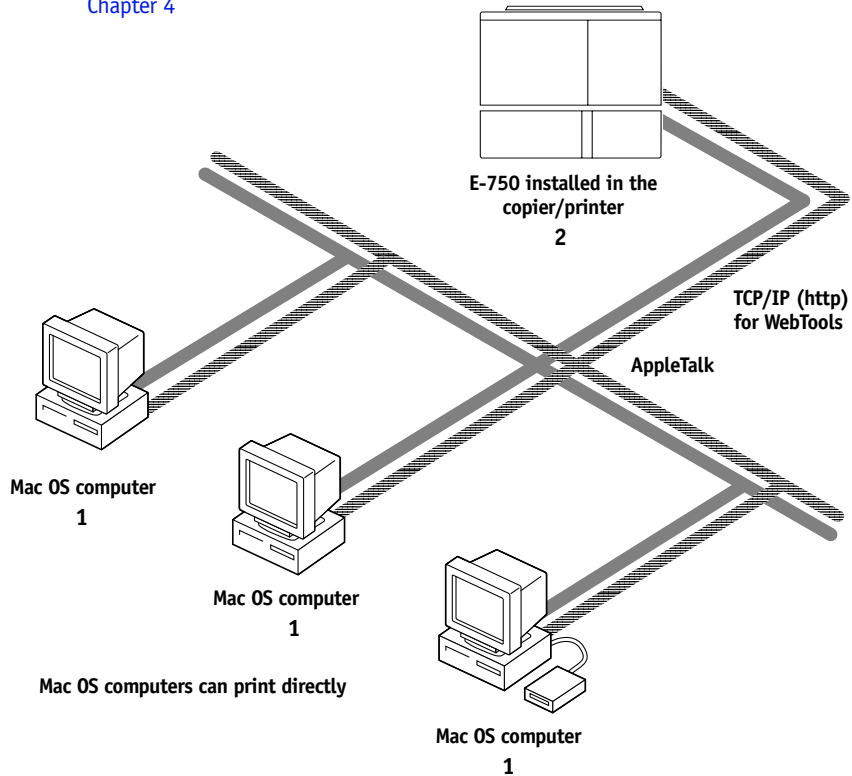 Chapter 4
E-750 installed in the
copier/printer
2
TCP/IP (http)
for WebTools
AppleTalk
Mac OS computer
1
Mac OS computer
1
Mac OS computers can print directly
Mac OS computer
1